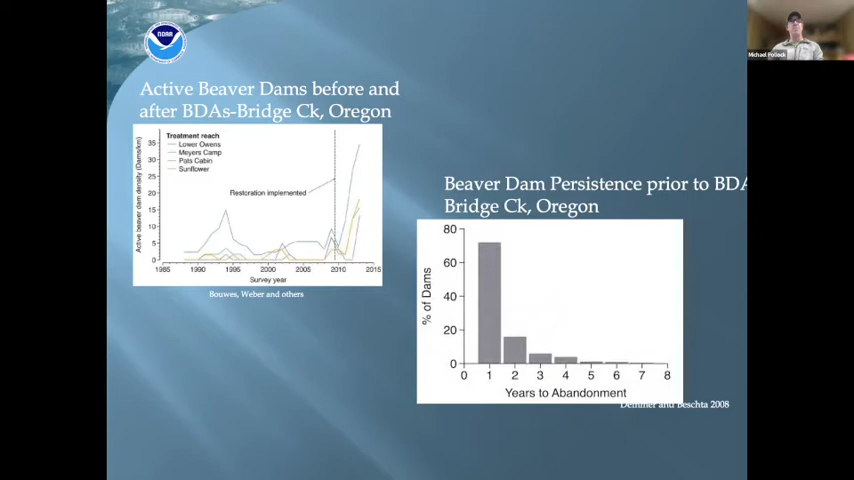 NOAA
Michael Pollock
Active Beaver Dams before and
after BDAs-Bridge Ck, Oregon
Active beaver dam density (Dams/km)
35
30
25
20
15
10
5
0
Treatment reach
Lower Owens
Meyers Camp
Pats Cabin
Sunflower
Restoration implemented
1985 1990 1995 2000 2005 2010 2015
Survey year
Bouwes, Weber and others
Beaver Dam Persistence prior to BDA
Bridge Ck, Oregon
% of Dams
80
60
40
20
0
0 1 2 3 4 5 6 7 8
Years to Abandonment
Demmer and Beschta 2008